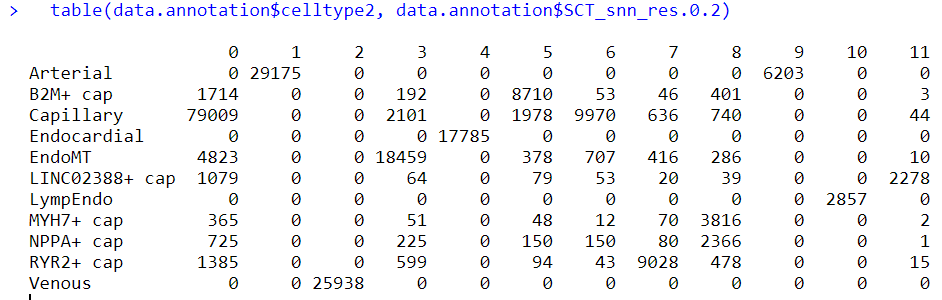 > table(data.annotation$celltype2, data.annotation$SCT_snn_res.0.2)
0 1 2 3 4 5 6 7 8 9 10 11
Arterial 0 29175 0 0 0 0 0 0 0 6203 0 0
B2M+ cap 1714 0 0 192 0 8710 53 46 401 0 0 3
Capillary 79009 0 0 2101 0 1978 9970 636 740 0 0 44
Endocardial 0 0 0 0 17785 0 0 0 0 0 0 0
EndoMT 4823 0 0 18459 0 378 707 416 286 0 0 10
LINC02388+ cap 1079 0 0 64 0 79 53 20 39 0 0 2278
LympEndo 0 0 0 0 0 0 0 0 0 0 2857 0
MYH7+ cap 365 0 0 51 0 48 12 70 3816 0 0 2
NPPA+ cap 725 0 0 225 0 150 150 80 2366 0 0 1
RYR2+ cap 1385 0 0 599 0 94 43 9028 478 0 0 15
Venous 0 0 25938 0 0 0 0 0 0 0 0 0